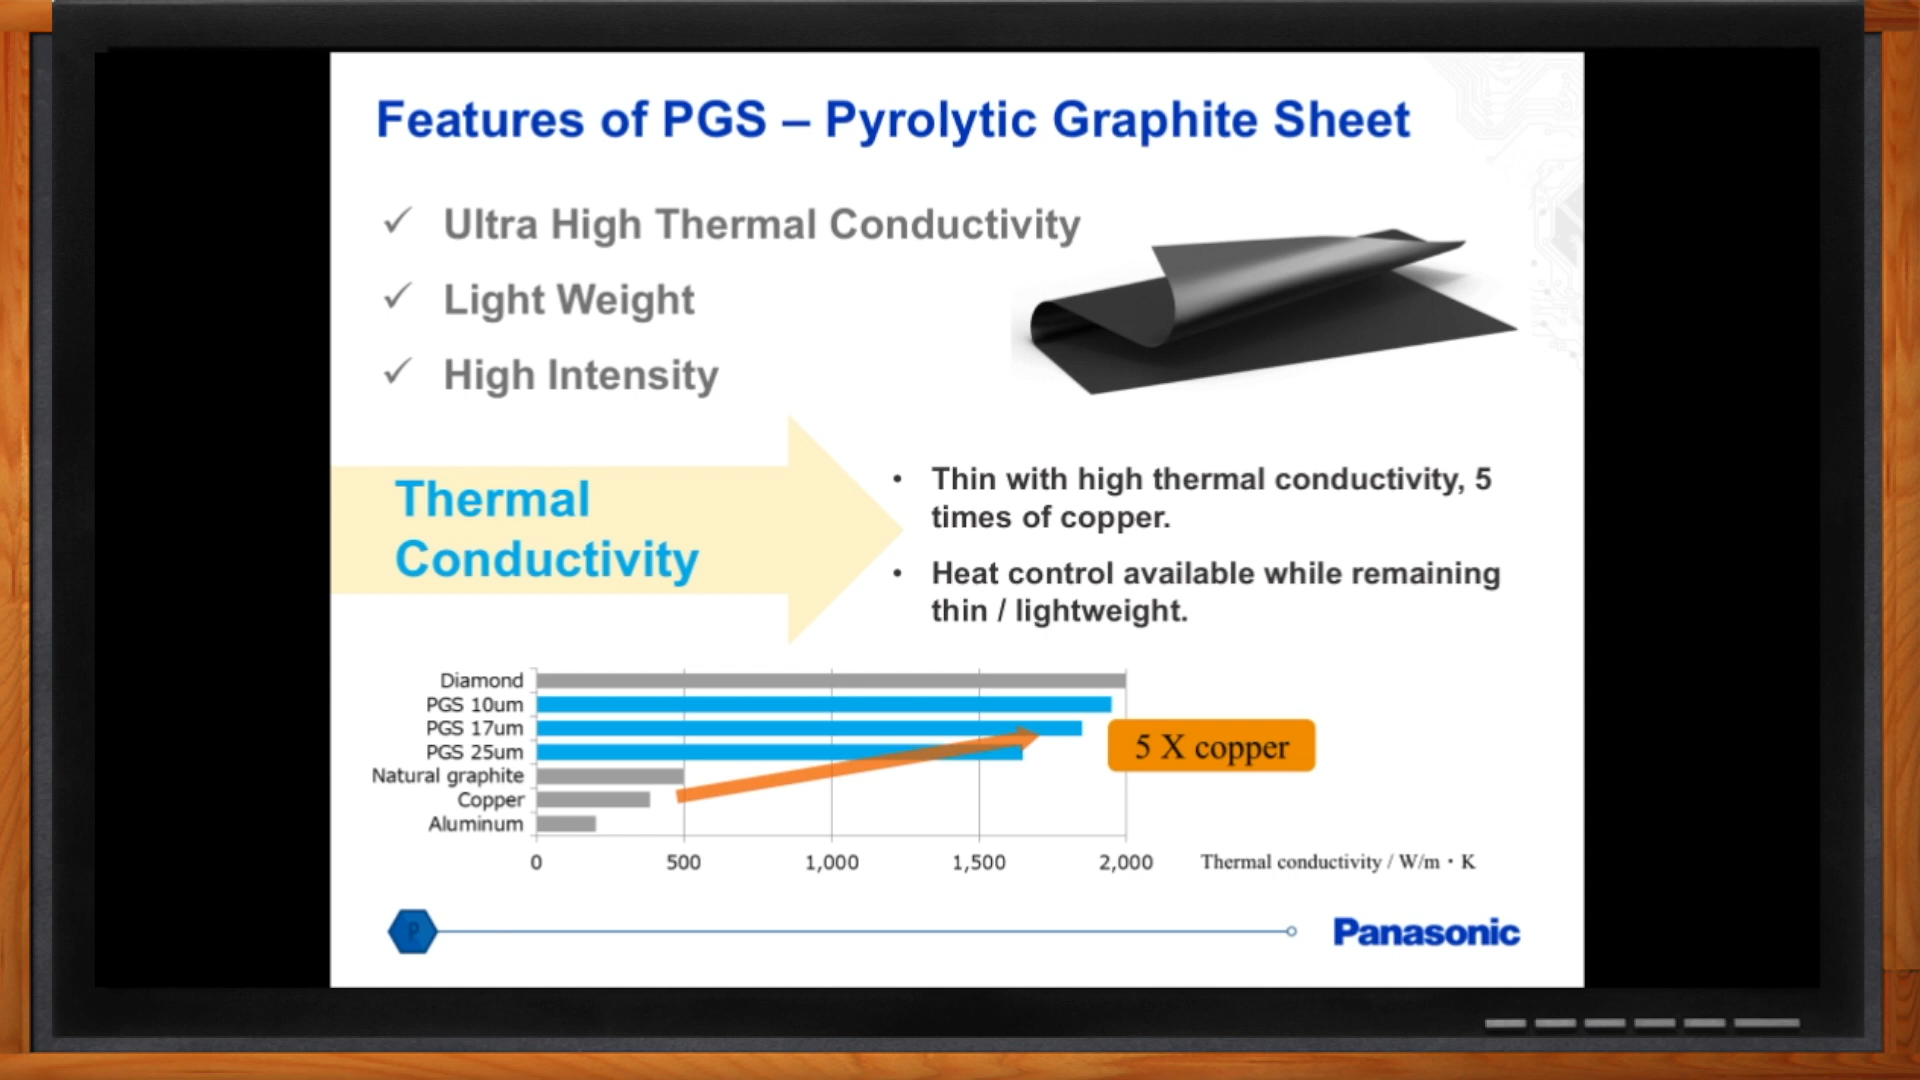 Features of PGS – Pyrolytic Graphite Sheet
✓ Ultra High Thermal Conductivity
✓ Light Weight
✓ High Intensity
Thermal
Conductivity
• Thin with high thermal conductivity, 5
times of copper.
• Heat control available while remaining
thin / lightweight.
Diamond
PGS 10um
PGS 17um
PGS 25um
Natural graphite
Copper
Aluminum
5 X copper
0 500 1,000 1,500 2,000 Thermal conductivity / W/m・K
P
Panasonic